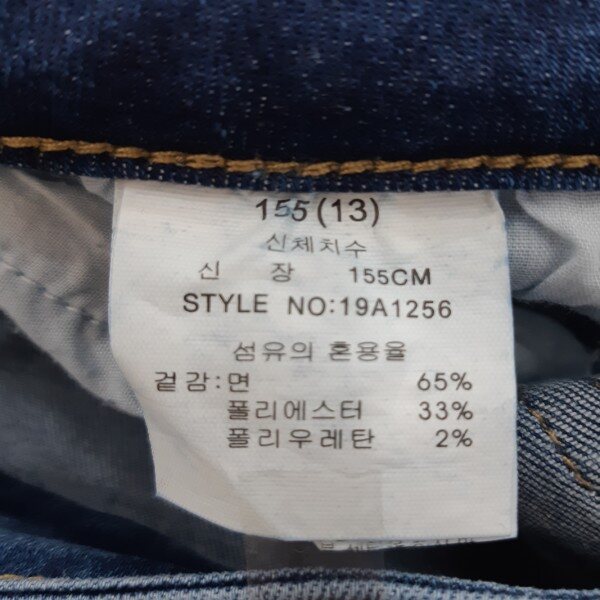 155(13)
신체치수
신 장 155CM
STYLE NO:19A1256
섬유의 혼용율
겉감:면 65%
폴리에스터 33%
폴리우레탄 2%